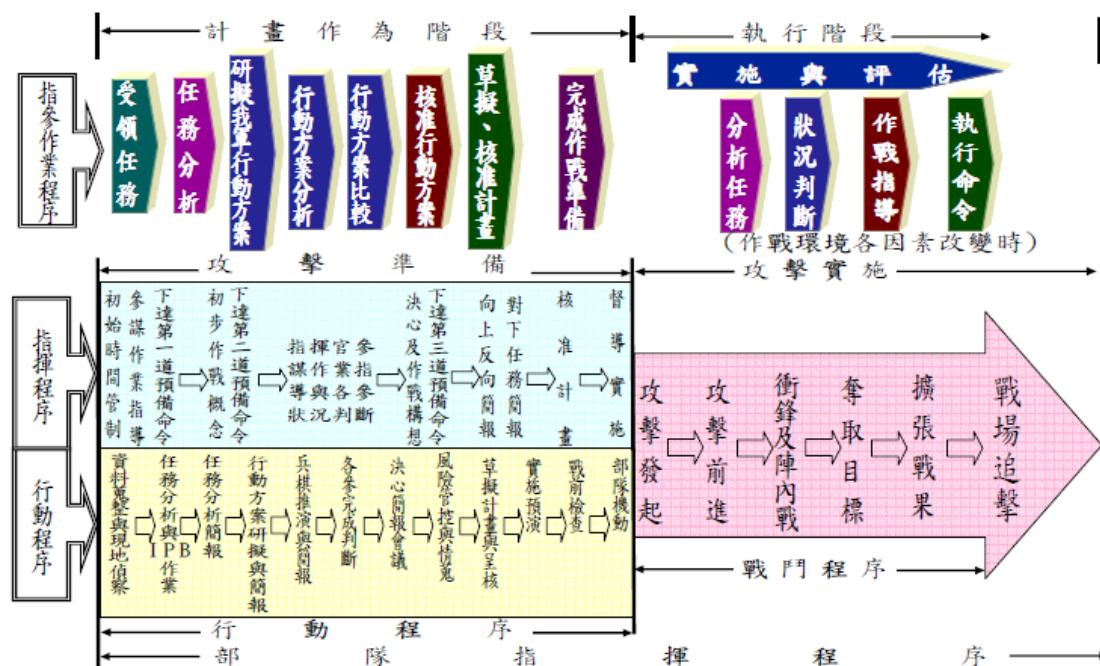 計畫作為階段
執行階段
指參作業程序
受領任務
任務分析
研擬我軍行動方案
行動方案分析
行動方案比較
核准行動方案
草擬、核准計畫
完成作戰準備
實施與評估
分析任務
狀況判斷
作戰指導
執行命令
(作戰環境各因素改變時)
攻擊準備
攻擊實施
指揮程序
初始時間管制
參謀作業指導
下達第一道預備命令
初步作戰概念
下達第二道預備命令
指揮官參
謀作業指
導與各參
狀況判斷
決心及作戰構想
下達第三道預備命令
向上反向簡報
對下任務簡報
核准計畫
督導實施
行動程序
資料蒐整與現地偵察
任務分析與IPB作業
任務分析簡報
行動方案研擬與簡報
兵棋推演與簡報
各參完成判斷
決心簡報會議
風險管控與情蒐
草擬計畫與呈核
實施預演
戰前檢查
部隊機動
攻擊發起
攻擊前進
衝鋒及陣內戰
奪取目標
擴張戰果
戰場追擊
戰鬥程序
行動程序
部隊指揮程序